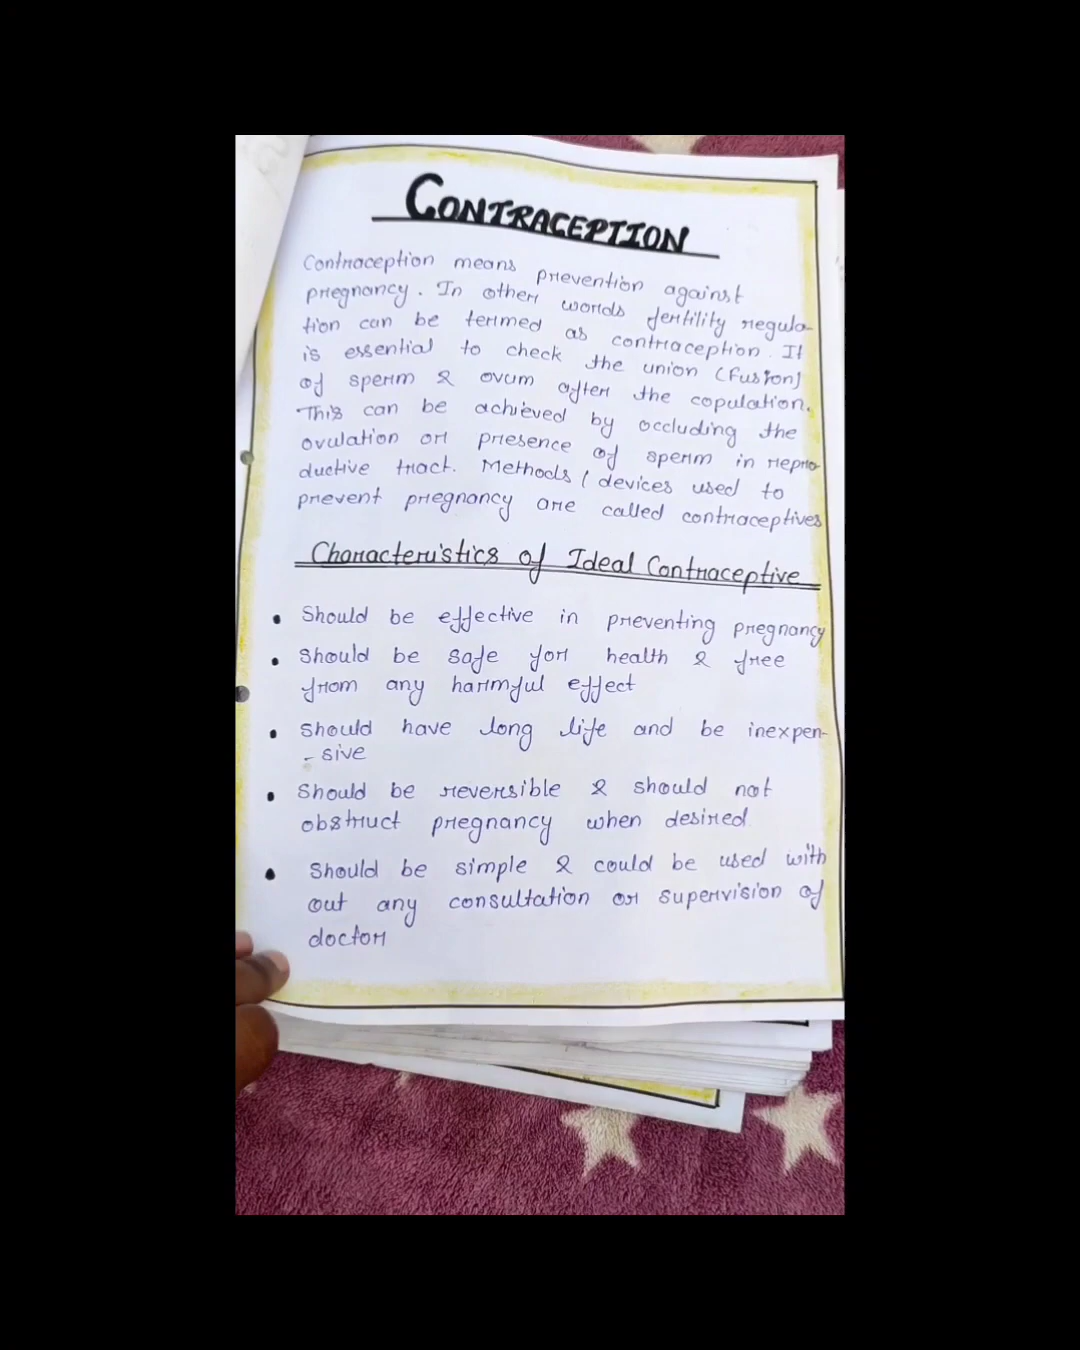 CONTRACEPTION
Contraception means prevention against
pregnancy. In other worlds fertility regula-
tion can be termed as contraception. It
is essential to check the union (fusion)
of sperm & ovum after the copulation.
This can be achieved by occluding the
ovulation or presence of sperm in repro-
ductive tract. Methods / devices used to
prevent pregnancy are called contraceptives
Characteristics of Ideal Contraceptive
• Should be effective in preventing pregnancy
• Should be safe for health & free
from any harmful effect
• Should have long life and be inexpen-
- sive
• Should be reversible & should not
obstruct pregnancy when desired.
• Should be simple & could be used with
out any consultation or supervision of
doctor